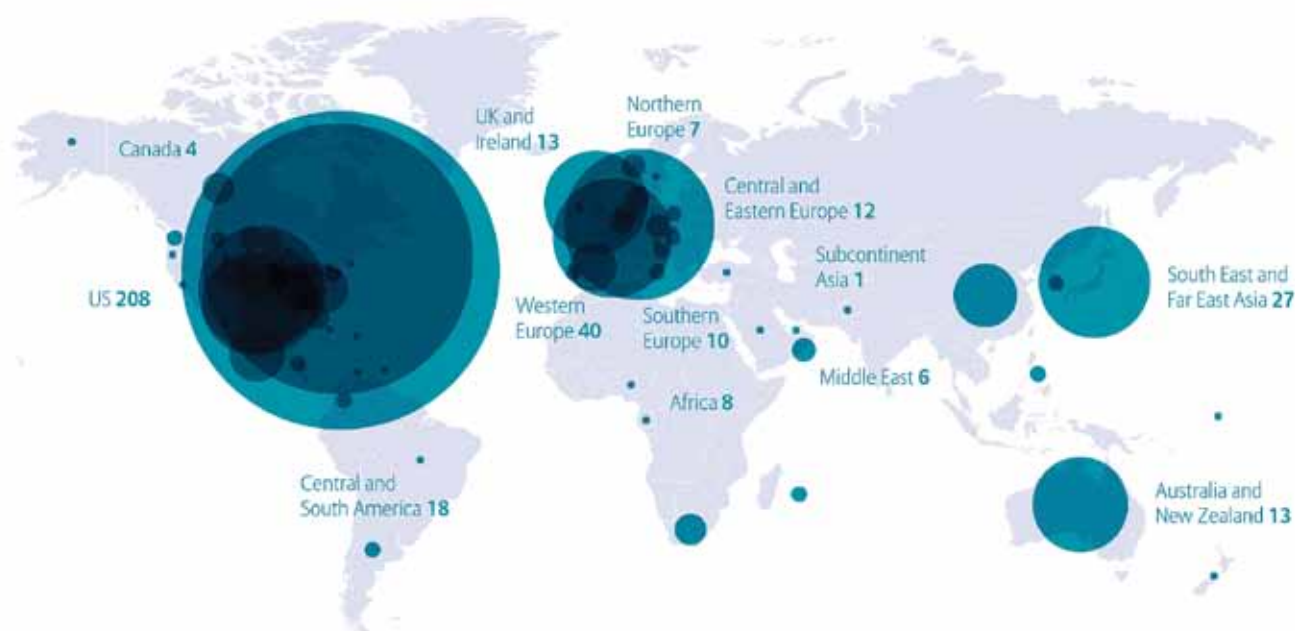 Canada 4
US 208
UK and
Ireland 13
Northern
Europe 7
Central and
Eastern Europe 12
Western
Europe 40
Southern
Europe 10
Subcontinent
Asia 1
South East and
Far East Asia 27
Middle East 6
Africa 8
Central and
South America 18
Australia and
New Zealand 13